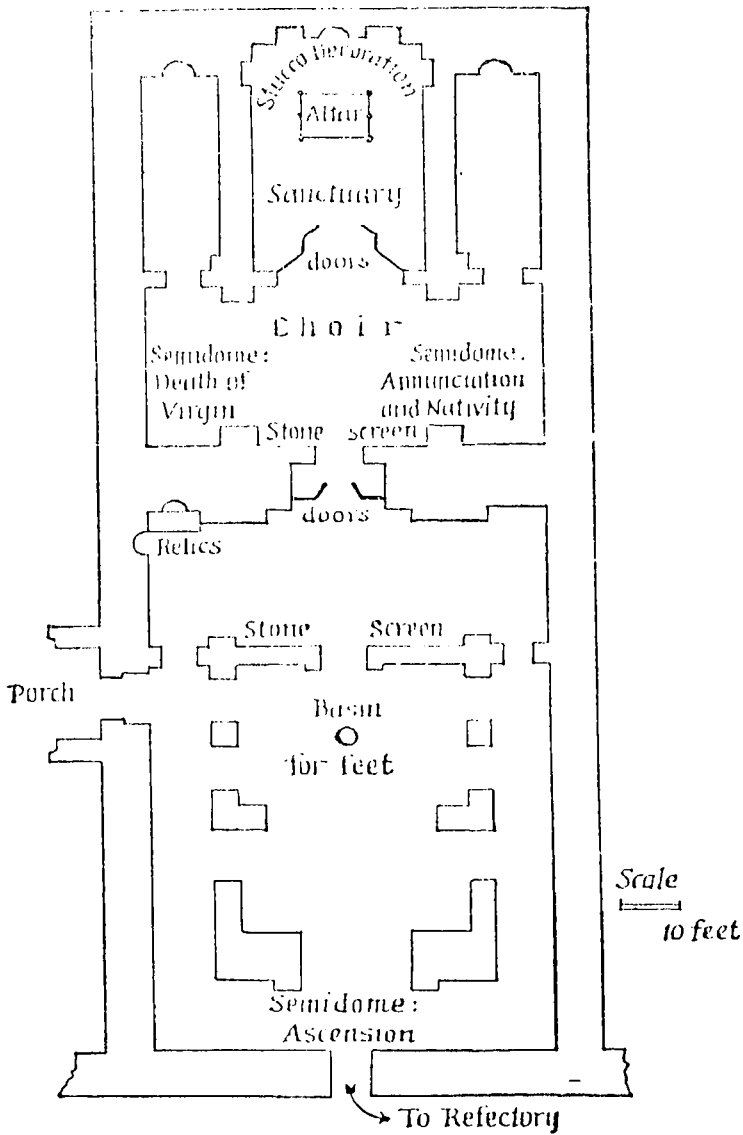 Stucco Decoration
Altar
Sanctuary
doors
Choir
Semidome:
Death of
Virgin
Semidome:
Annunciation
and Nativity
Stone screen
doors
Relics
Stone Screen
Porch
Basin
for feet
Scale
10 feet
Semidome:
Ascension
To Refectory